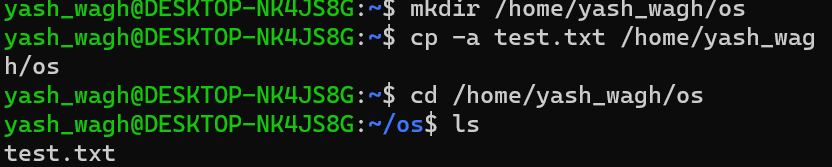 yash_wagh@DESKTOP-NK4JS8G:~$ mkdir /home/yash_wagh/os
yash_wagh@DESKTOP-NK4JS8G:~$ cp -a test.txt /home/yash_wag
h/os
yash_wagh@DESKTOP-NK4JS8G:~$ cd /home/yash_wagh/os
yash_wagh@DESKTOP-NK4JS8G:~/os$ ls
test.txt